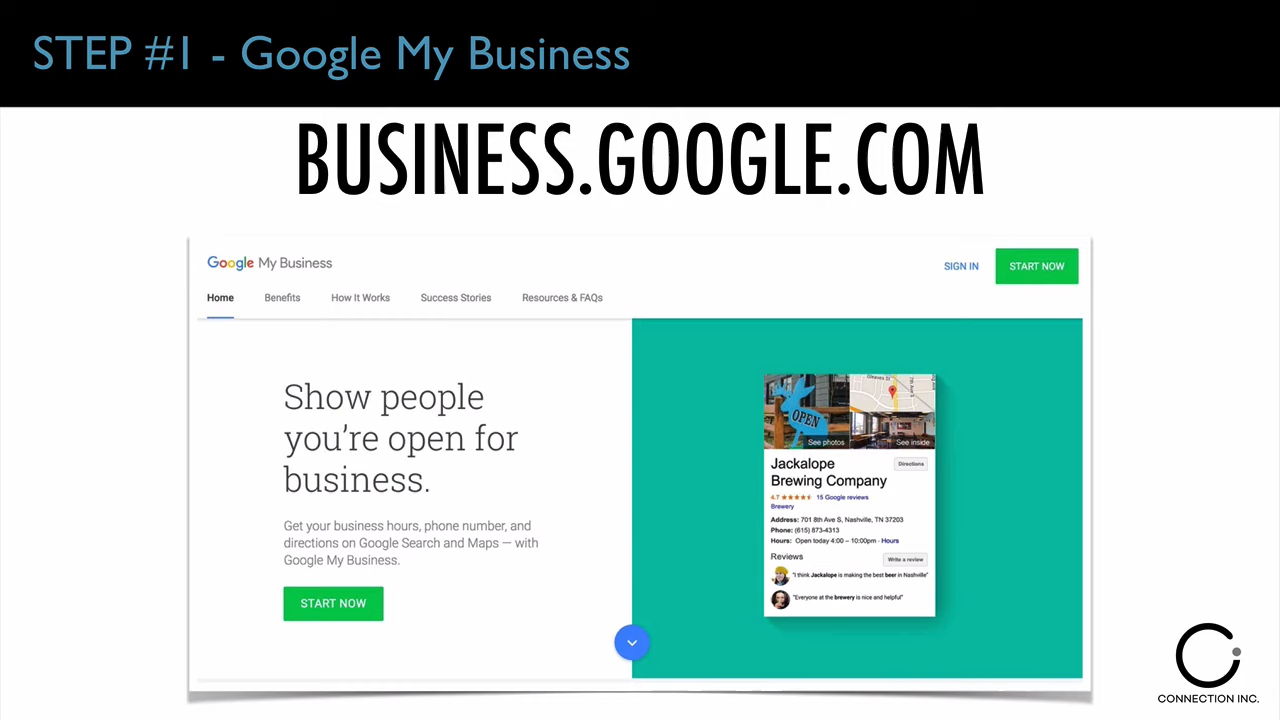 STEP #1 - Google My Business
BUSINESS.GOOGLE.COM
Google My Business
SIGN IN
START NOW
Home
Benefits
How It Works
Success Stories
Resources & FAQs
Show people
you're open for
business.
Get your business hours, phone number, and
directions on Google Search and Maps — with
Google My Business.
START NOW
Gleaves St
7th Ave S
OPEN
See photos
See inside
Jackalope
Brewing Company
Directions
4.7
15 Google reviews
Brewery
Address: 701 8th Ave S, Nashville, TN 37203
Phone: (615) 873-4313
Hours: Open today 4:00 – 10:00pm · Hours
Reviews
Write a review
"I think Jackalope is making the best beer in Nashville"
"Everyone at the brewery is nice and helpful"
CONNECTION INC.